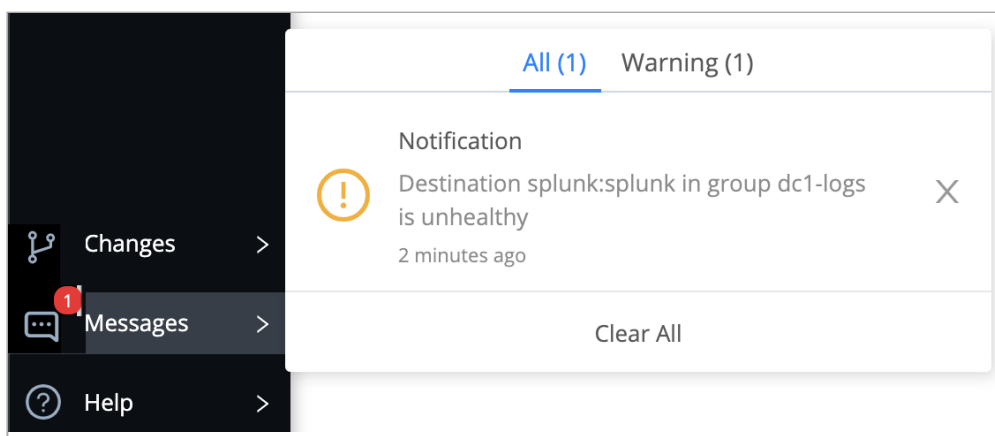 All (1) Warning (1)
Notification
Destination splunk:splunk in group dc1-logs
is unhealthy
2 minutes ago
Clear All
Changes
1
Messages
Help